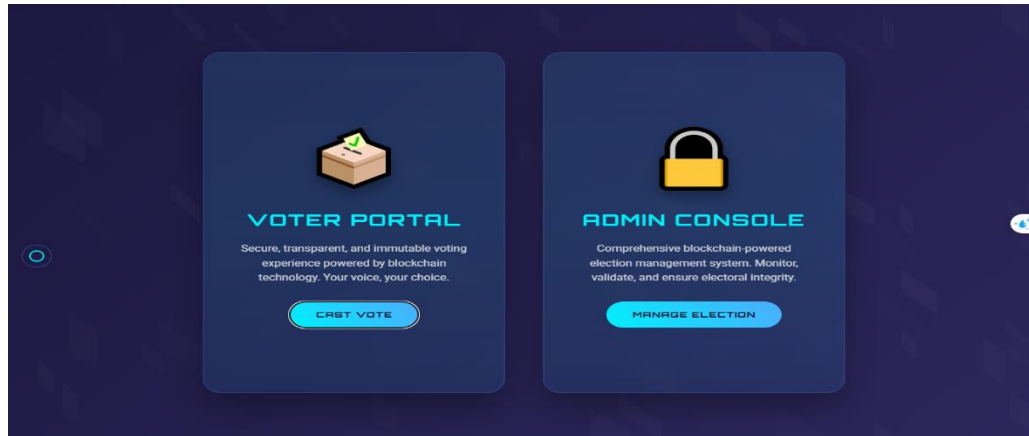 VOTER PORTAL
Secure, transparent, and immutable voting
experience powered by blockchain
technology. Your voice, your choice.
CAST VOTE
ADMIN CONSOLE
Comprehensive blockchain-powered
election management system. Monitor,
validate, and ensure electoral integrity.
MANAGE ELECTION